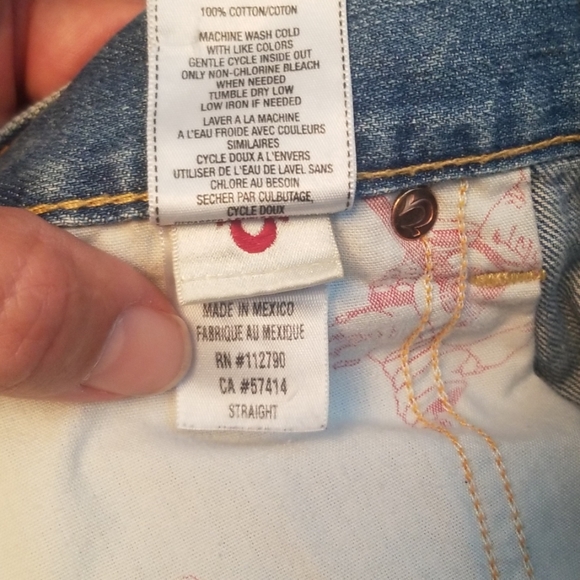 100% COTTON/COTON
MACHINE WASH COLD
WITH LIKE COLORS
GENTLE CYCLE INSIDE OUT
ONLY NON-CHLORINE BLEACH
WHEN NEEDED
TUMBLE DRY LOW
LOW IRON IF NEEDED
LAVER A LA MACHINE
A L'EAU FROIDE AVEC COULEURS
SIMILAIRES
CYCLE DOUX A L'ENVERS
UTILISER DE L'EAU DE LAVEL SANS
CHLORE AU BESOIN
SECHER PAR CULBUTAGE,
CYCLE DOUX
MADE IN MEXICO
FABRIQUE AU MEXIQUE
RN #112790
CA #57414
STRAIGHT